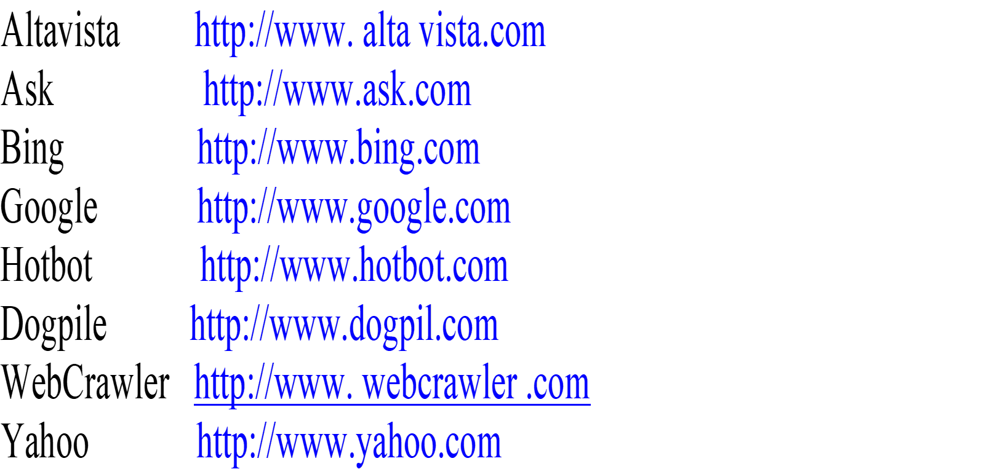 Altavista http://www. alta vista.com
Ask http://www.ask.com
Bing http://www.bing.com
Google http://www.google.com
Hotbot http://www.hotbot.com
Dogpile http://www.dogpil.com
WebCrawler http://www. webcrawler .com
Yahoo http://www.yahoo.com